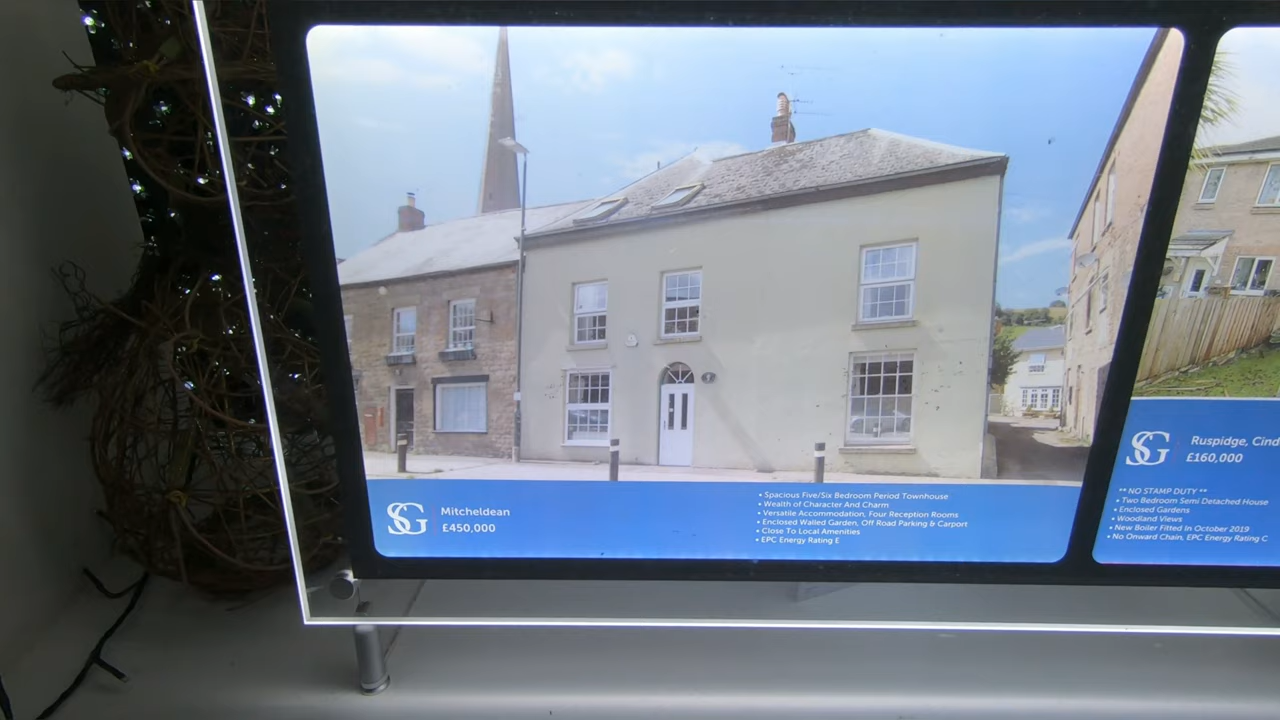 SG
Mitcheldean
£450,000
• Spacious Five/Six Bedroom Period Townhouse
• Wealth of Character And Charm
• Versatile Accommodation, Four Reception Rooms
• Enclosed Walled Garden, Off Road Parking & Carport
• Close To Local Amenities
• EPC Energy Rating E
SG
Ruspidge, Cind
£160,000
** NO STAMP DUTY **
• Two Bedroom Semi Detached House
• Enclosed Gardens
• Woodland Views
• New Boiler Fitted In October 2019
• No Onward Chain, EPC Energy Rating C